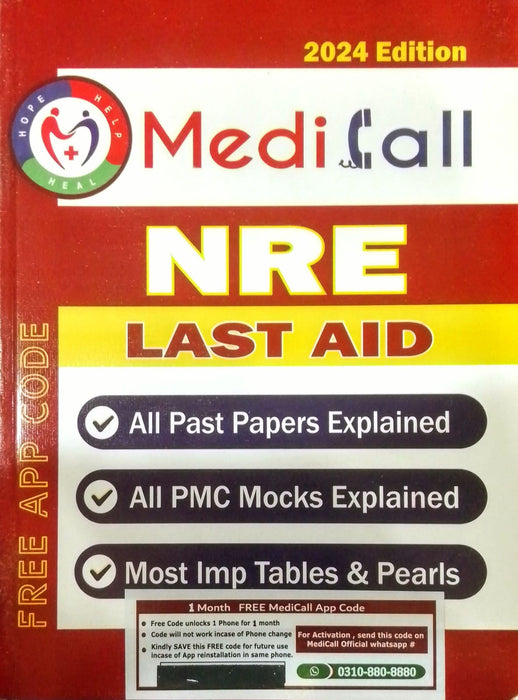 2024 Edition
HOPE HELP HEAL
MediCall
NRE
LAST AID
FREE APP CODE
All Past Papers Explained
All PMC Mocks Explained
Most Imp Tables & Pearls
1 Month FREE MediCall App Code
Free Code unlocks 1 Phone for 1 month
Code will not work incase of Phone change
Kindly SAVE this FREE code for future use
incase of App reinstallation in same phone.
For Activation , send this code on
MediCall Official whatsapp #
0310-880-8880